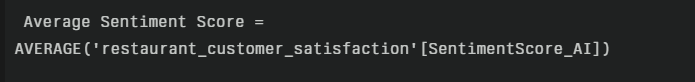 Average Sentiment Score =
AVERAGE('restaurant_customer_satisfaction'[SentimentScore_AI])